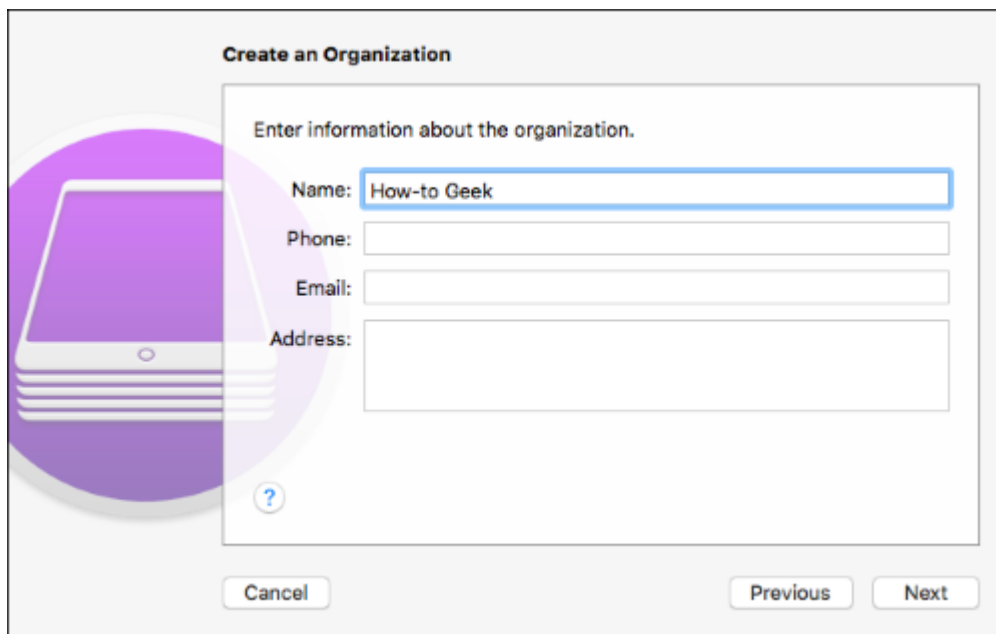 Create an Organization
Enter information about the organization.
Name: How-to Geek
Phone:
Email:
Address:
?
Cancel Previous Next